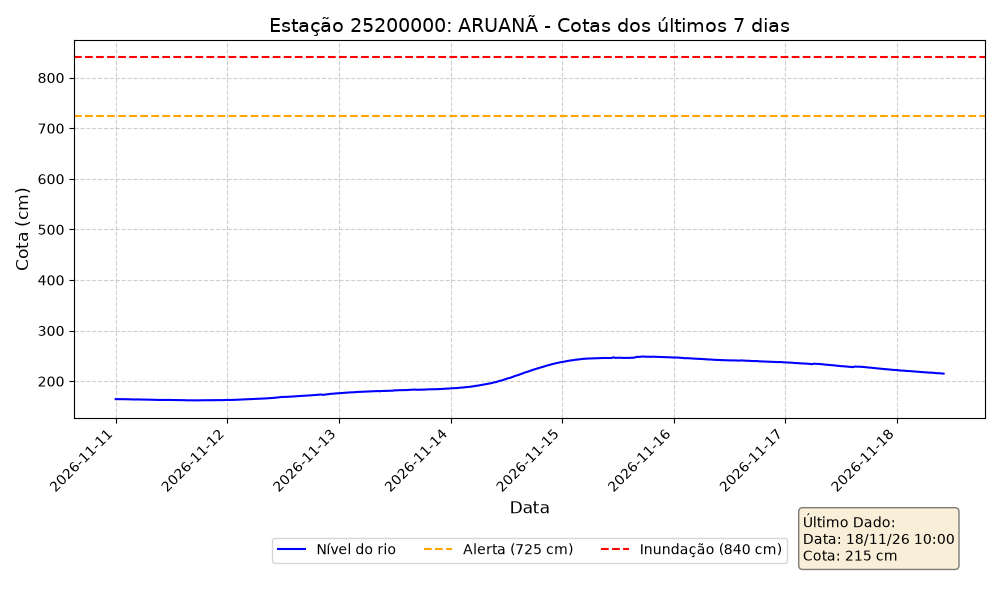 Estação 25200000: ARUANÃ - Cotas dos últimos 7 dias
Cota (cm)
800
700
600
500
400
300
200
2026-11-11
2026-11-12
2026-11-13
2026-11-14
2026-11-15
2026-11-16
2026-11-17
2026-11-18
Data
Nível do rio
Alerta (725 cm)
Inundação (840 cm)
Último Dado:
Data: 18/11/26 10:00
Cota: 215 cm